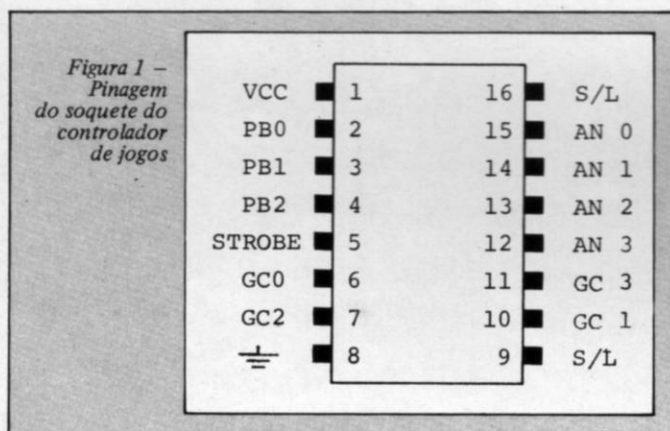 Figura 1 –
Pinagem
do soquete do
controlador
de jogos
VCC 1 16 S/L
PB0 2 15 AN 0
PB1 3 14 AN 1
PB2 4 13 AN 2
STROBE 5 12 AN 3
GC0 6 11 GC 3
GC2 7 10 GC 1
8 9 S/L